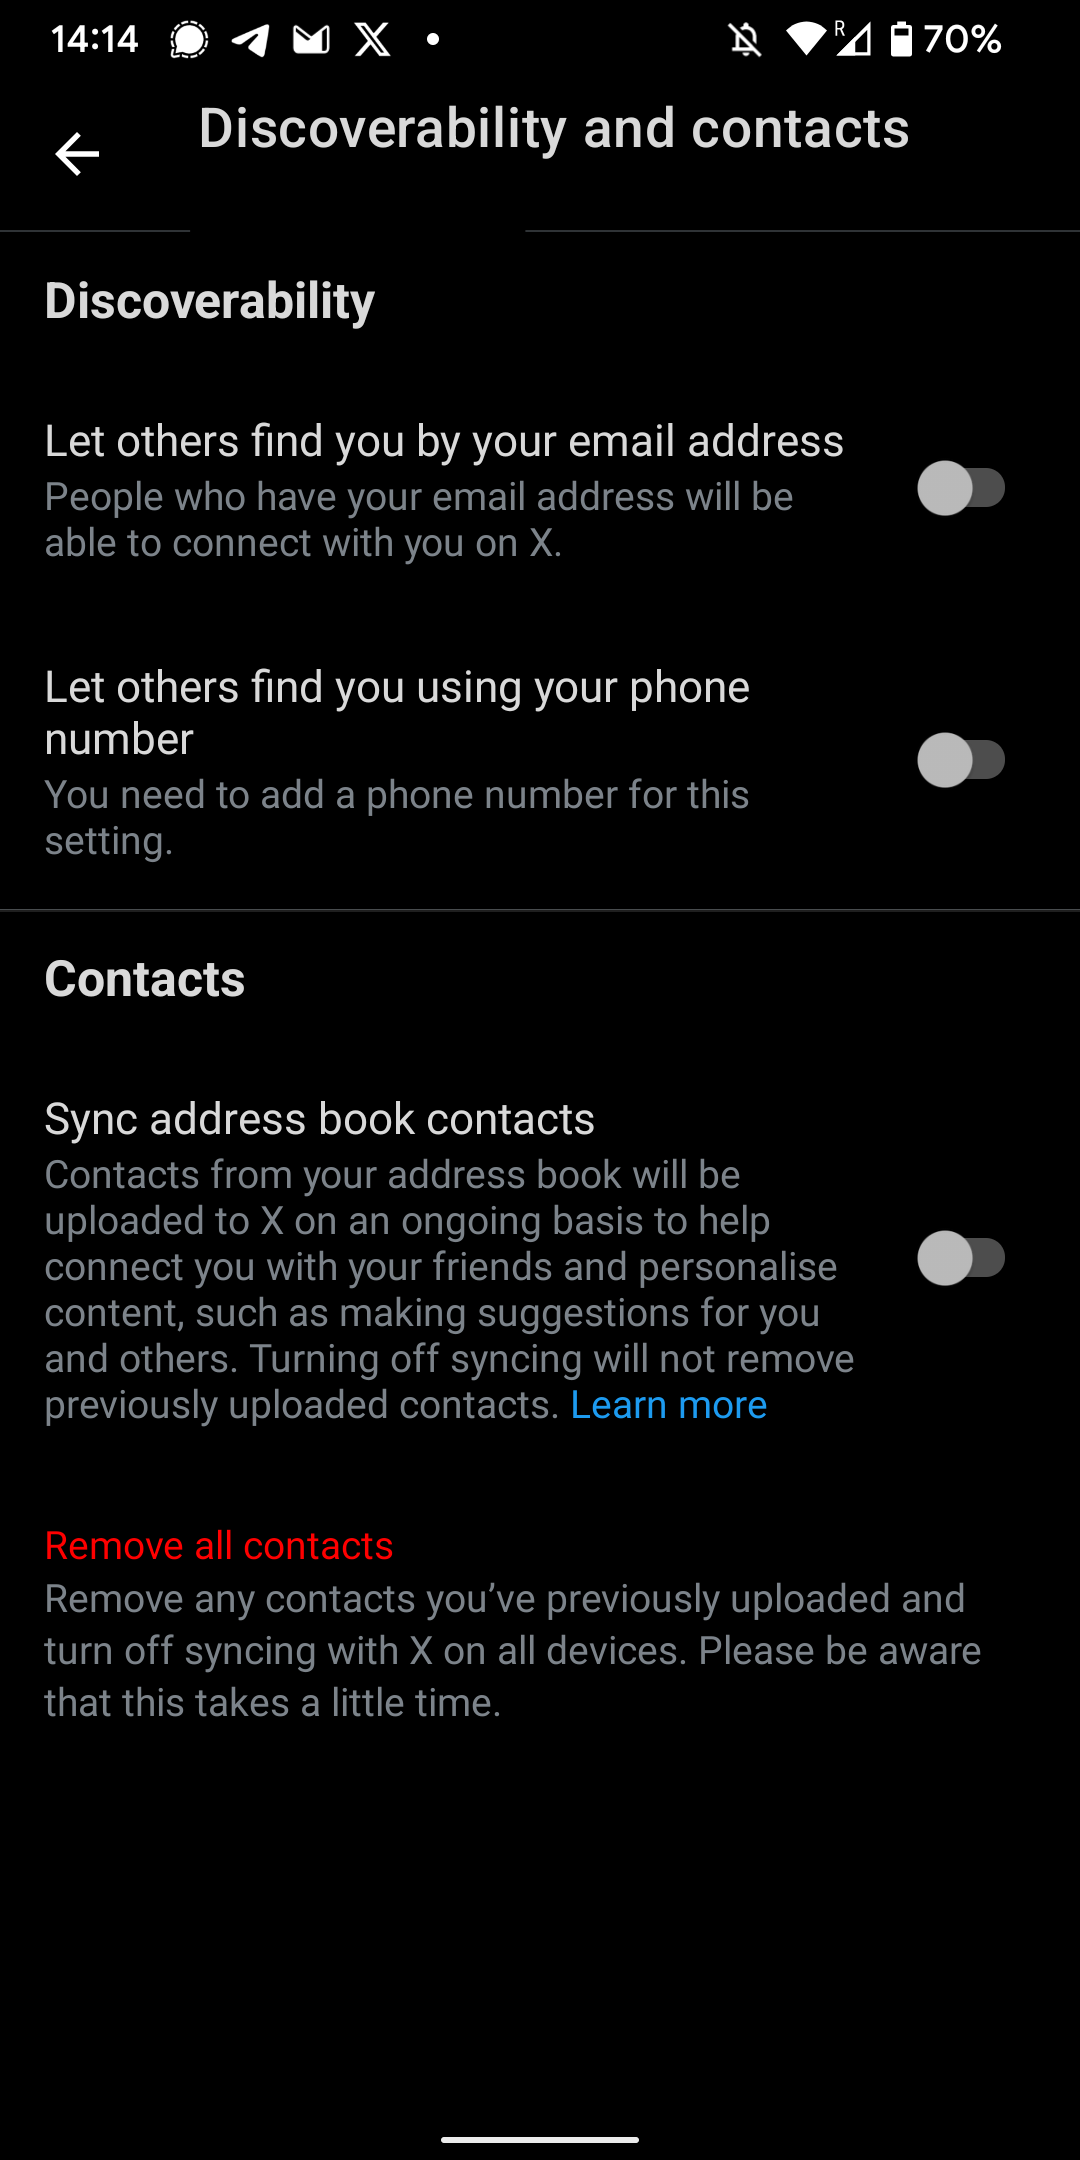 14:14
R
70%
Discoverability and contacts
Discoverability
Let others find you by your email address
People who have your email address will be
able to connect with you on X.
Let others find you using your phone
number
You need to add a phone number for this
setting.
Contacts
Sync address book contacts
Contacts from your address book will be
uploaded to X on an ongoing basis to help
connect you with your friends and personalise
content, such as making suggestions for you
and others. Turning off syncing will not remove
previously uploaded contacts. Learn more
Remove all contacts
Remove any contacts you’ve previously uploaded and
turn off syncing with X on all devices. Please be aware
that this takes a little time.